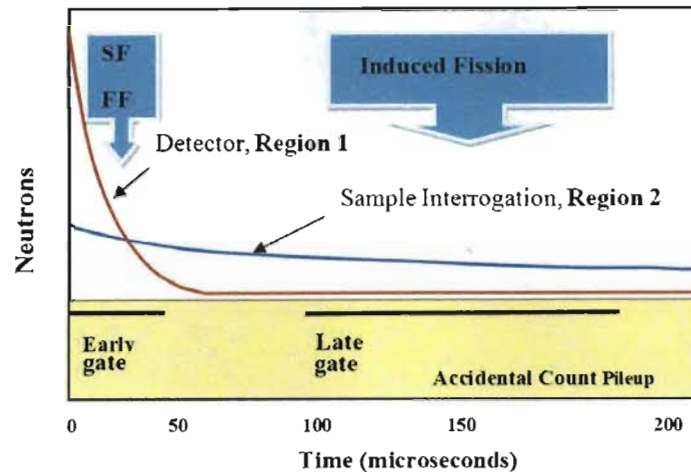 SF
FF
Induced Fission
Detector, Region 1
Sample Interrogation, Region 2
Neutrons
Early
gate
Late
gate
Accidental Count Pileup
0 50 100 150 200
Time (microseconds)